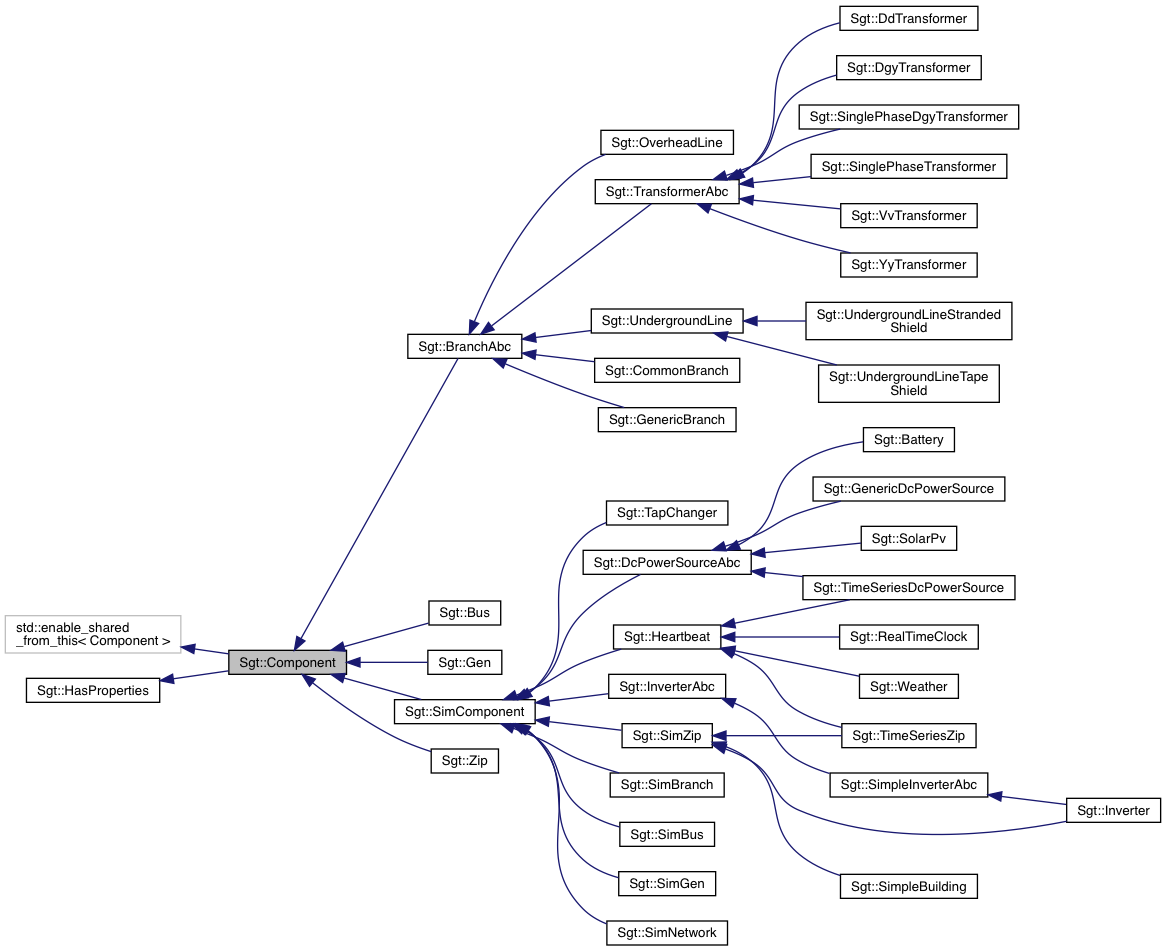 Sgt::DdTransformer
Sgt::DgyTransformer
Sgt::SinglePhaseDgyTransformer
Sgt::OverheadLine
Sgt::SinglePhaseTransformer
Sgt::TransformerAbc
Sgt::VvTransformer
Sgt::YyTransformer
Sgt::UndergroundLine
Sgt::UndergroundLineStranded
Shield
Sgt::BranchAbc
Sgt::CommonBranch
Sgt::UndergroundLineTape
Shield
Sgt::GenericBranch
Sgt::Battery
Sgt::GenericDcPowerSource
Sgt::TapChanger
Sgt::SolarPv
Sgt::DcPowerSourceAbc
Sgt::TimeSeriesDcPowerSource
Sgt::Bus
std::enable_shared
_from_this< Component >
Sgt::Heartbeat
Sgt::RealTimeClock
Sgt::Component
Sgt::Gen
Sgt::HasProperties
Sgt::InverterAbc
Sgt::Weather
Sgt::SimComponent
Sgt::SimZip
Sgt::TimeSeriesZip
Sgt::Zip
Sgt::SimBranch
Sgt::SimpleInverterAbc
Sgt::Inverter
Sgt::SimBus
Sgt::SimGen
Sgt::SimpleBuilding
Sgt::SimNetwork